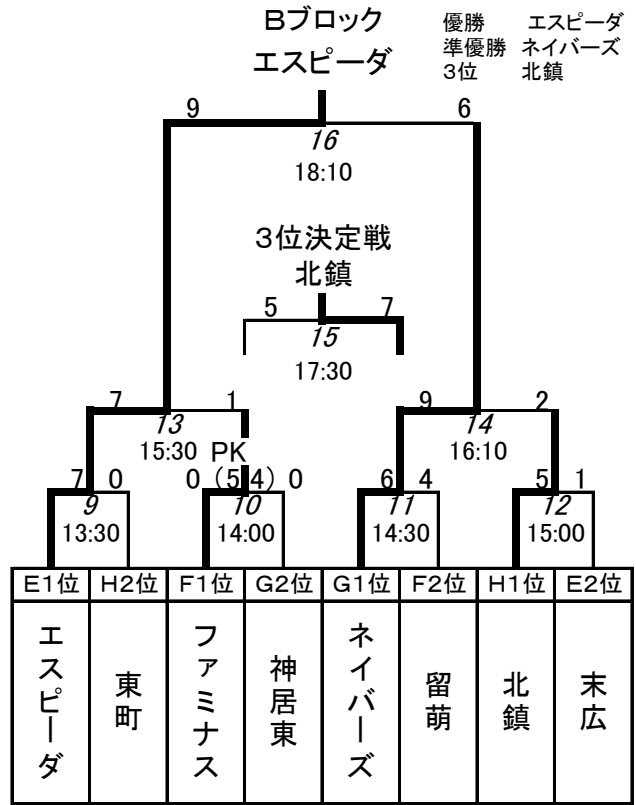 Bブロック
エスピーダ
優勝 エスピーダ
準優勝 ネイバーズ
3位 北鎮
9 6
16
18:10
3位決定戦
北鎮
5 7
15
17:30
7 1 9 2
13 14
15:30 PK 16:10
7 0 0(5 4)0 6 4 5 1
9 10 11 12
13:30 14:00 14:30 15:00
E1位 H2位 F1位 G2位 G1位 F2位 H1位 E2位
エスピーダ
東町
ファミナス
神居東
ネイバーズ
留萌
北鎮
末広